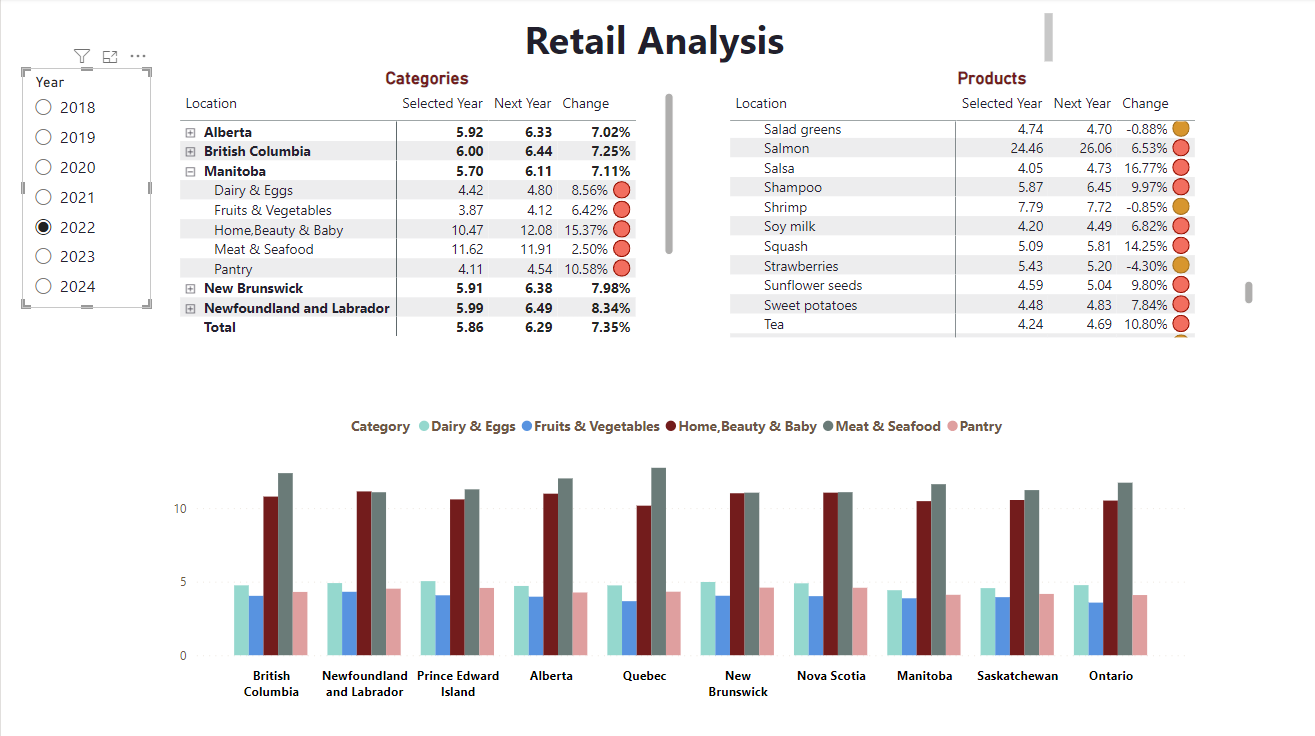 Retail Analysis
Year
2018
2019
2020
2021
2022
2023
2024
Categories
Location Selected Year Next Year Change
Alberta 5.92 6.33 7.02%
British Columbia 6.00 6.44 7.25%
Manitoba 5.70 6.11 7.11%
Dairy & Eggs 4.42 4.80 8.56%
Fruits & Vegetables 3.87 4.12 6.42%
Home,Beauty & Baby 10.47 12.08 15.37%
Meat & Seafood 11.62 11.91 2.50%
Pantry 4.11 4.54 10.58%
New Brunswick 5.91 6.38 7.98%
Newfoundland and Labrador 5.99 6.49 8.34%
Total 5.86 6.29 7.35%
Products
Location Selected Year Next Year Change
Salad greens 4.74 4.70 -0.88%
Salmon 24.46 26.06 6.53%
Salsa 4.05 4.73 16.77%
Shampoo 5.87 6.45 9.97%
Shrimp 7.79 7.72 -0.85%
Soy milk 4.20 4.49 6.82%
Squash 5.09 5.81 14.25%
Strawberries 5.43 5.20 -4.30%
Sunflower seeds 4.59 5.04 9.80%
Sweet potatoes 4.48 4.83 7.84%
Tea 4.24 4.69 10.80%
Category Dairy & Eggs Fruits & Vegetables Home,Beauty & Baby Meat & Seafood Pantry
10
5
0
British Columbia
Newfoundland and Labrador
Prince Edward Island
Alberta
Quebec
New Brunswick
Nova Scotia
Manitoba
Saskatchewan
Ontario